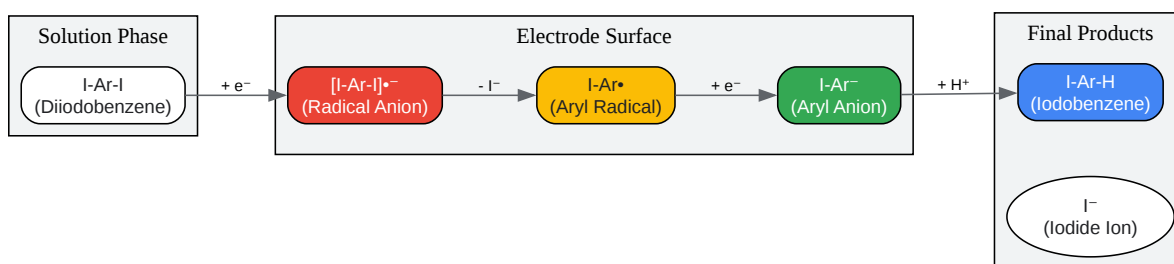 Solution Phase
Electrode Surface
Final Products
I-Ar-I
(Diiodobenzene)
+ e⁻
[I-Ar-I]•⁻
(Radical Anion)
- I⁻
I-Ar•
(Aryl Radical)
+ e⁻
I-Ar⁻
(Aryl Anion)
+ H⁺
I-Ar-H
(Iodobenzene)
I⁻
(Iodide Ion)